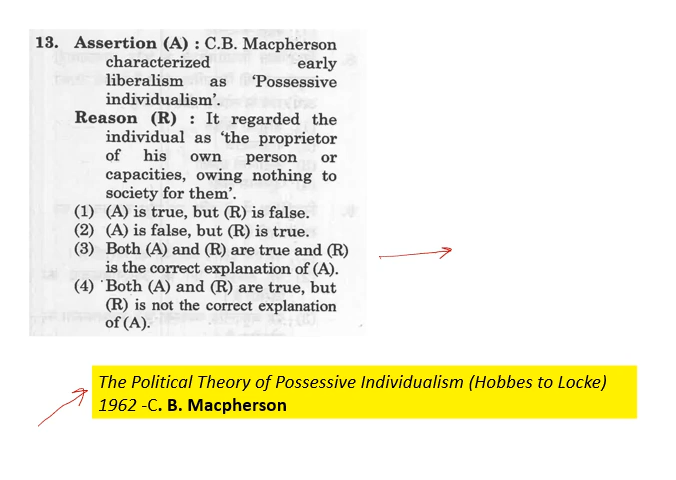 13. Assertion (A) : C.B. Macpherson
characterized early
liberalism as 'Possessive
individualism'.
Reason (R) : It regarded the
individual as 'the proprietor
of his own person or
capacities, owing nothing to
society for them'.
(1) (A) is true, but (R) is false.
(2) (A) is false, but (R) is true.
(3) Both (A) and (R) are true and (R)
is the correct explanation of (A).
(4) Both (A) and (R) are true, but
(R) is not the correct explanation
of (A).
The Political Theory of Possessive Individualism (Hobbes to Locke)
1962 -C. B. Macpherson